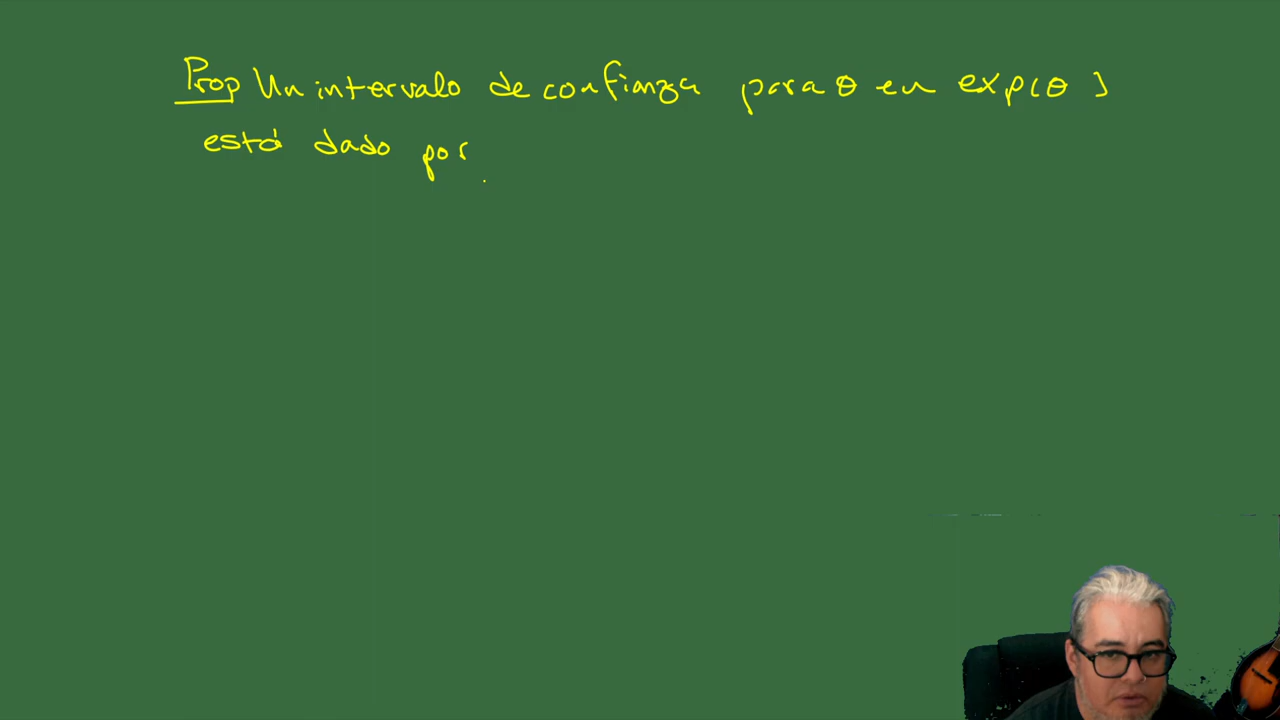 Prop Un intervalo de confianza para θ en exp(θ)
está dado por